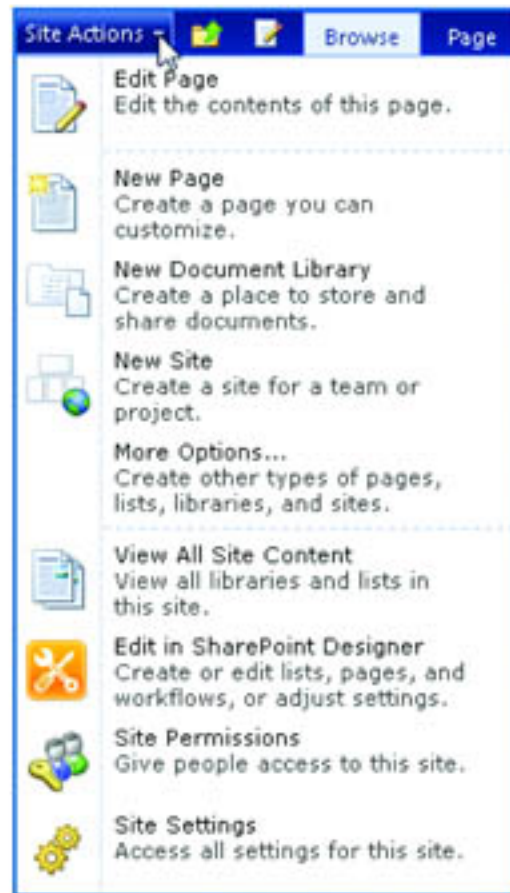 Site Actions Browse Page
Edit Page
Edit the contents of this page.
New Page
Create a page you can
customize.
New Document Library
Create a place to store and
share documents.
New Site
Create a site for a team or
project.
More Options...
Create other types of pages,
lists, libraries, and sites.
View All Site Content
View all libraries and lists in
this site.
Edit in SharePoint Designer
Create or edit lists, pages, and
workflows, or adjust settings.
Site Permissions
Give people access to this site.
Site Settings
Access all settings for this site.